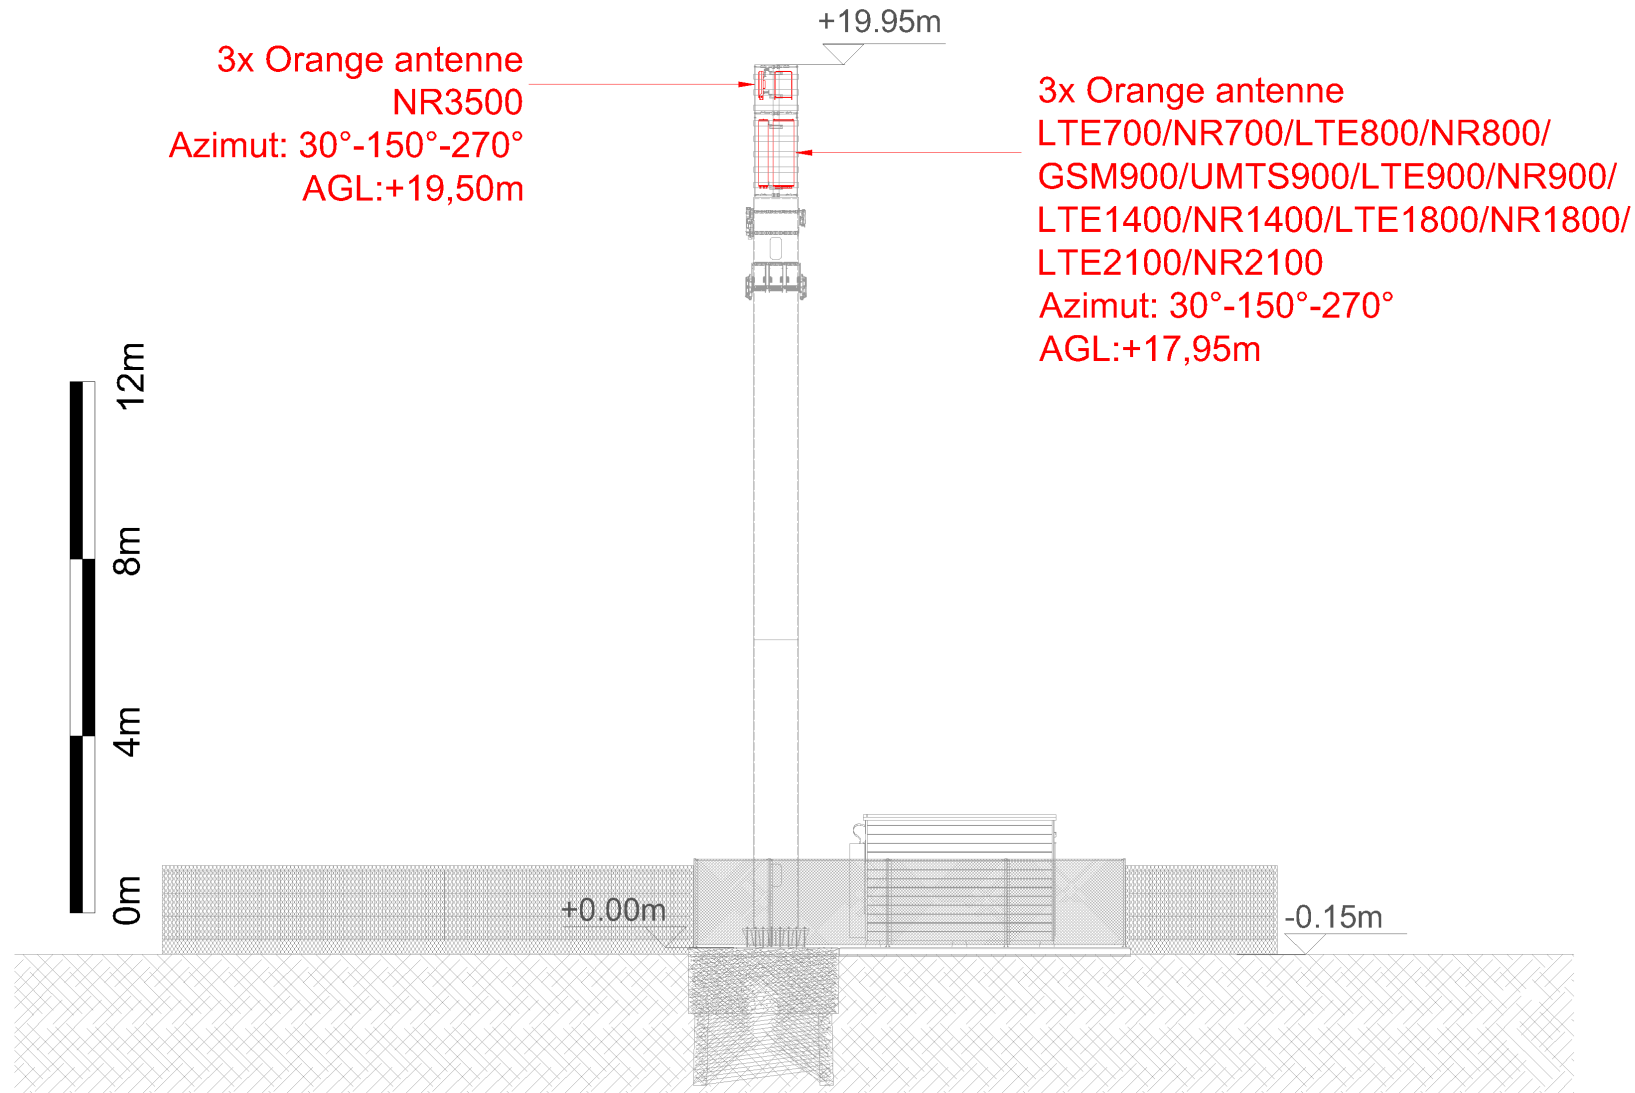 +19.95m
3x Orange antenne
NR3500
Azimut: 30°-150°-270°
AGL:+19,50m
3x Orange antenne
LTE700/NR700/LTE800/NR800/
GSM900/UMTS900/LTE900/NR900/
LTE1400/NR1400/LTE1800/NR1800/
LTE2100/NR2100
Azimut: 30°-150°-270°
AGL:+17,95m
12m
8m
4m
0m
+0.00m
-0.15m